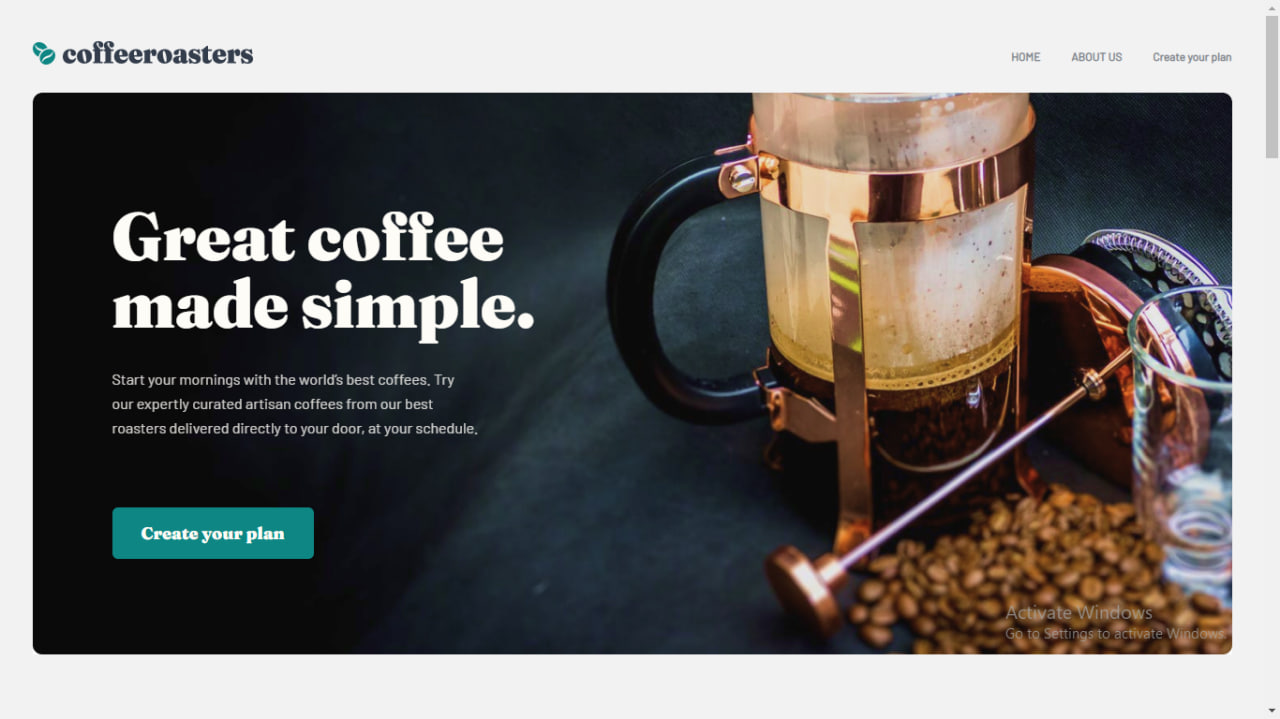 coffeeroasters
HOME ABOUT US Create your plan
Great coffee
made simple.
Start your mornings with the world's best coffees. Try
our expertly curated artisan coffees from our best
roasters delivered directly to your door, at your schedule.
Create your plan
Activate Windows
Go to Settings to activate Windows.